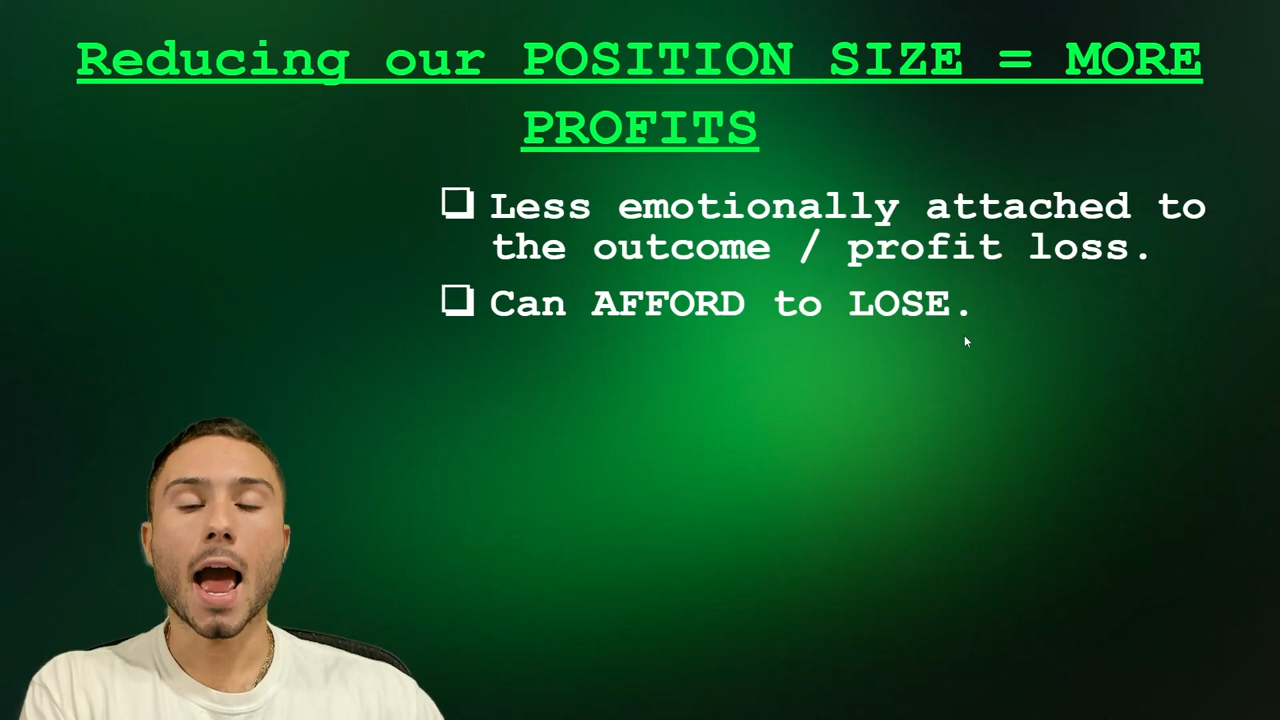 Reducing our POSITION SIZE = MORE
PROFITS
❑ Less emotionally attached to
the outcome / profit loss.
❑ Can AFFORD to LOSE.